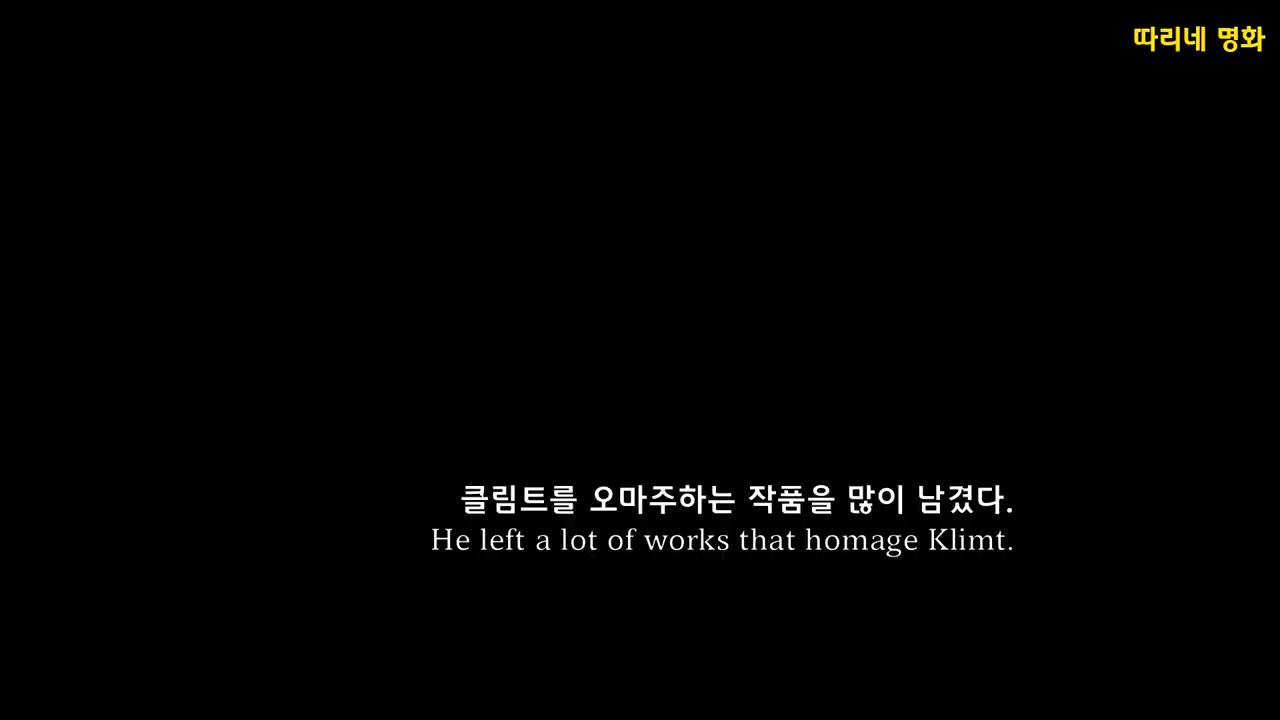 따리네 명화
클림트를 오마주하는 작품을 많이 남겼다.
He left a lot of works that homage Klimt.